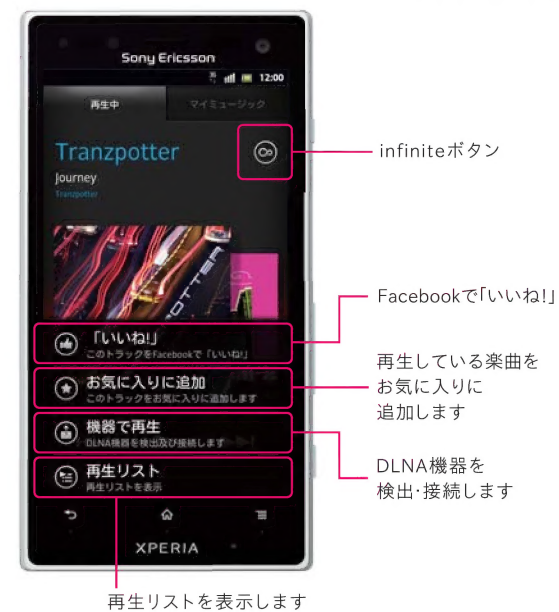 Sony Ericsson
3G
12:00
再生中
マイミュージック
Tranzpotter
infiniteボタン
Journey
Tranzpotter
Facebookで「いいね!」
「いいね!」
このトラックをFacebookで「いいね!」
再生している楽曲を
お気に入りに
追加します
お気に入りに追加
このトラックをお気に入りに追加します
機器で再生
DLNA機器を検出及び接続します
DLNA機器を
検出・接続します
再生リスト
再生リストを表示
XPERIA
再生リストを表示します